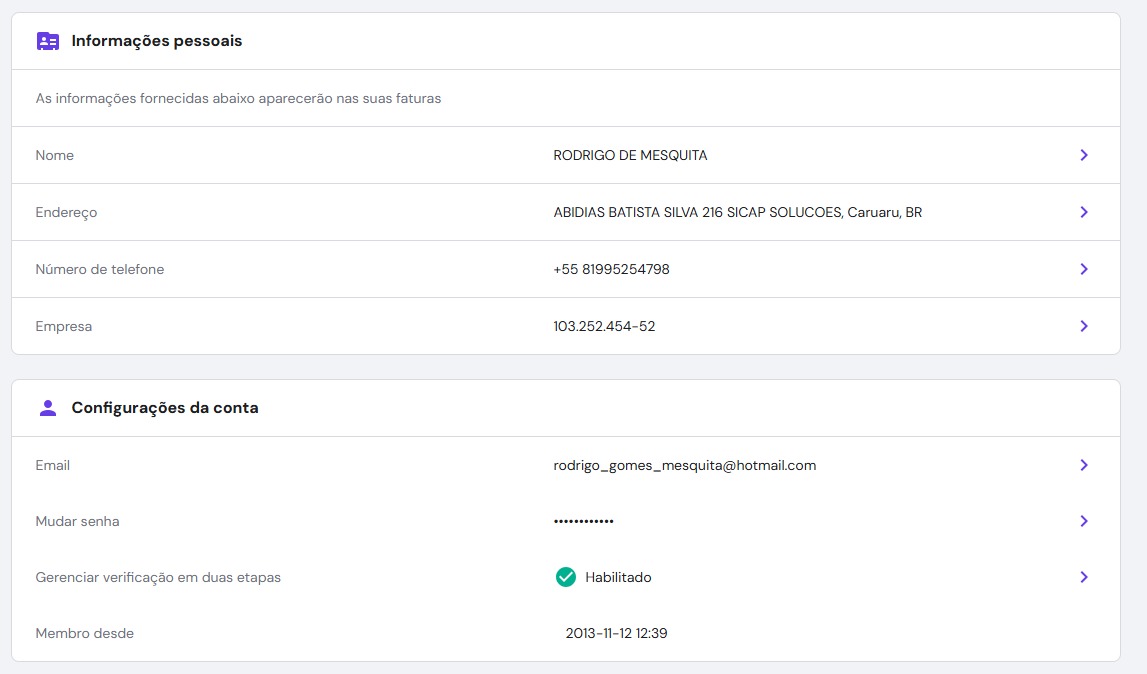 Informações pessoais
As informações fornecidas abaixo aparecerão nas suas faturas
Nome RODRIGO DE MESQUITA
Endereço ABIDIAS BATISTA SILVA 216 SICAP SOLUCOES, Caruaru, BR
Número de telefone +55 81995254798
Empresa 103.252.454-52
Configurações da conta
Email rodrigo_gomes_mesquita@hotmail.com
Mudar senha ••••••••••••
Gerenciar verificação em duas etapas Habilitado
Membro desde 2013-11-12 12:39